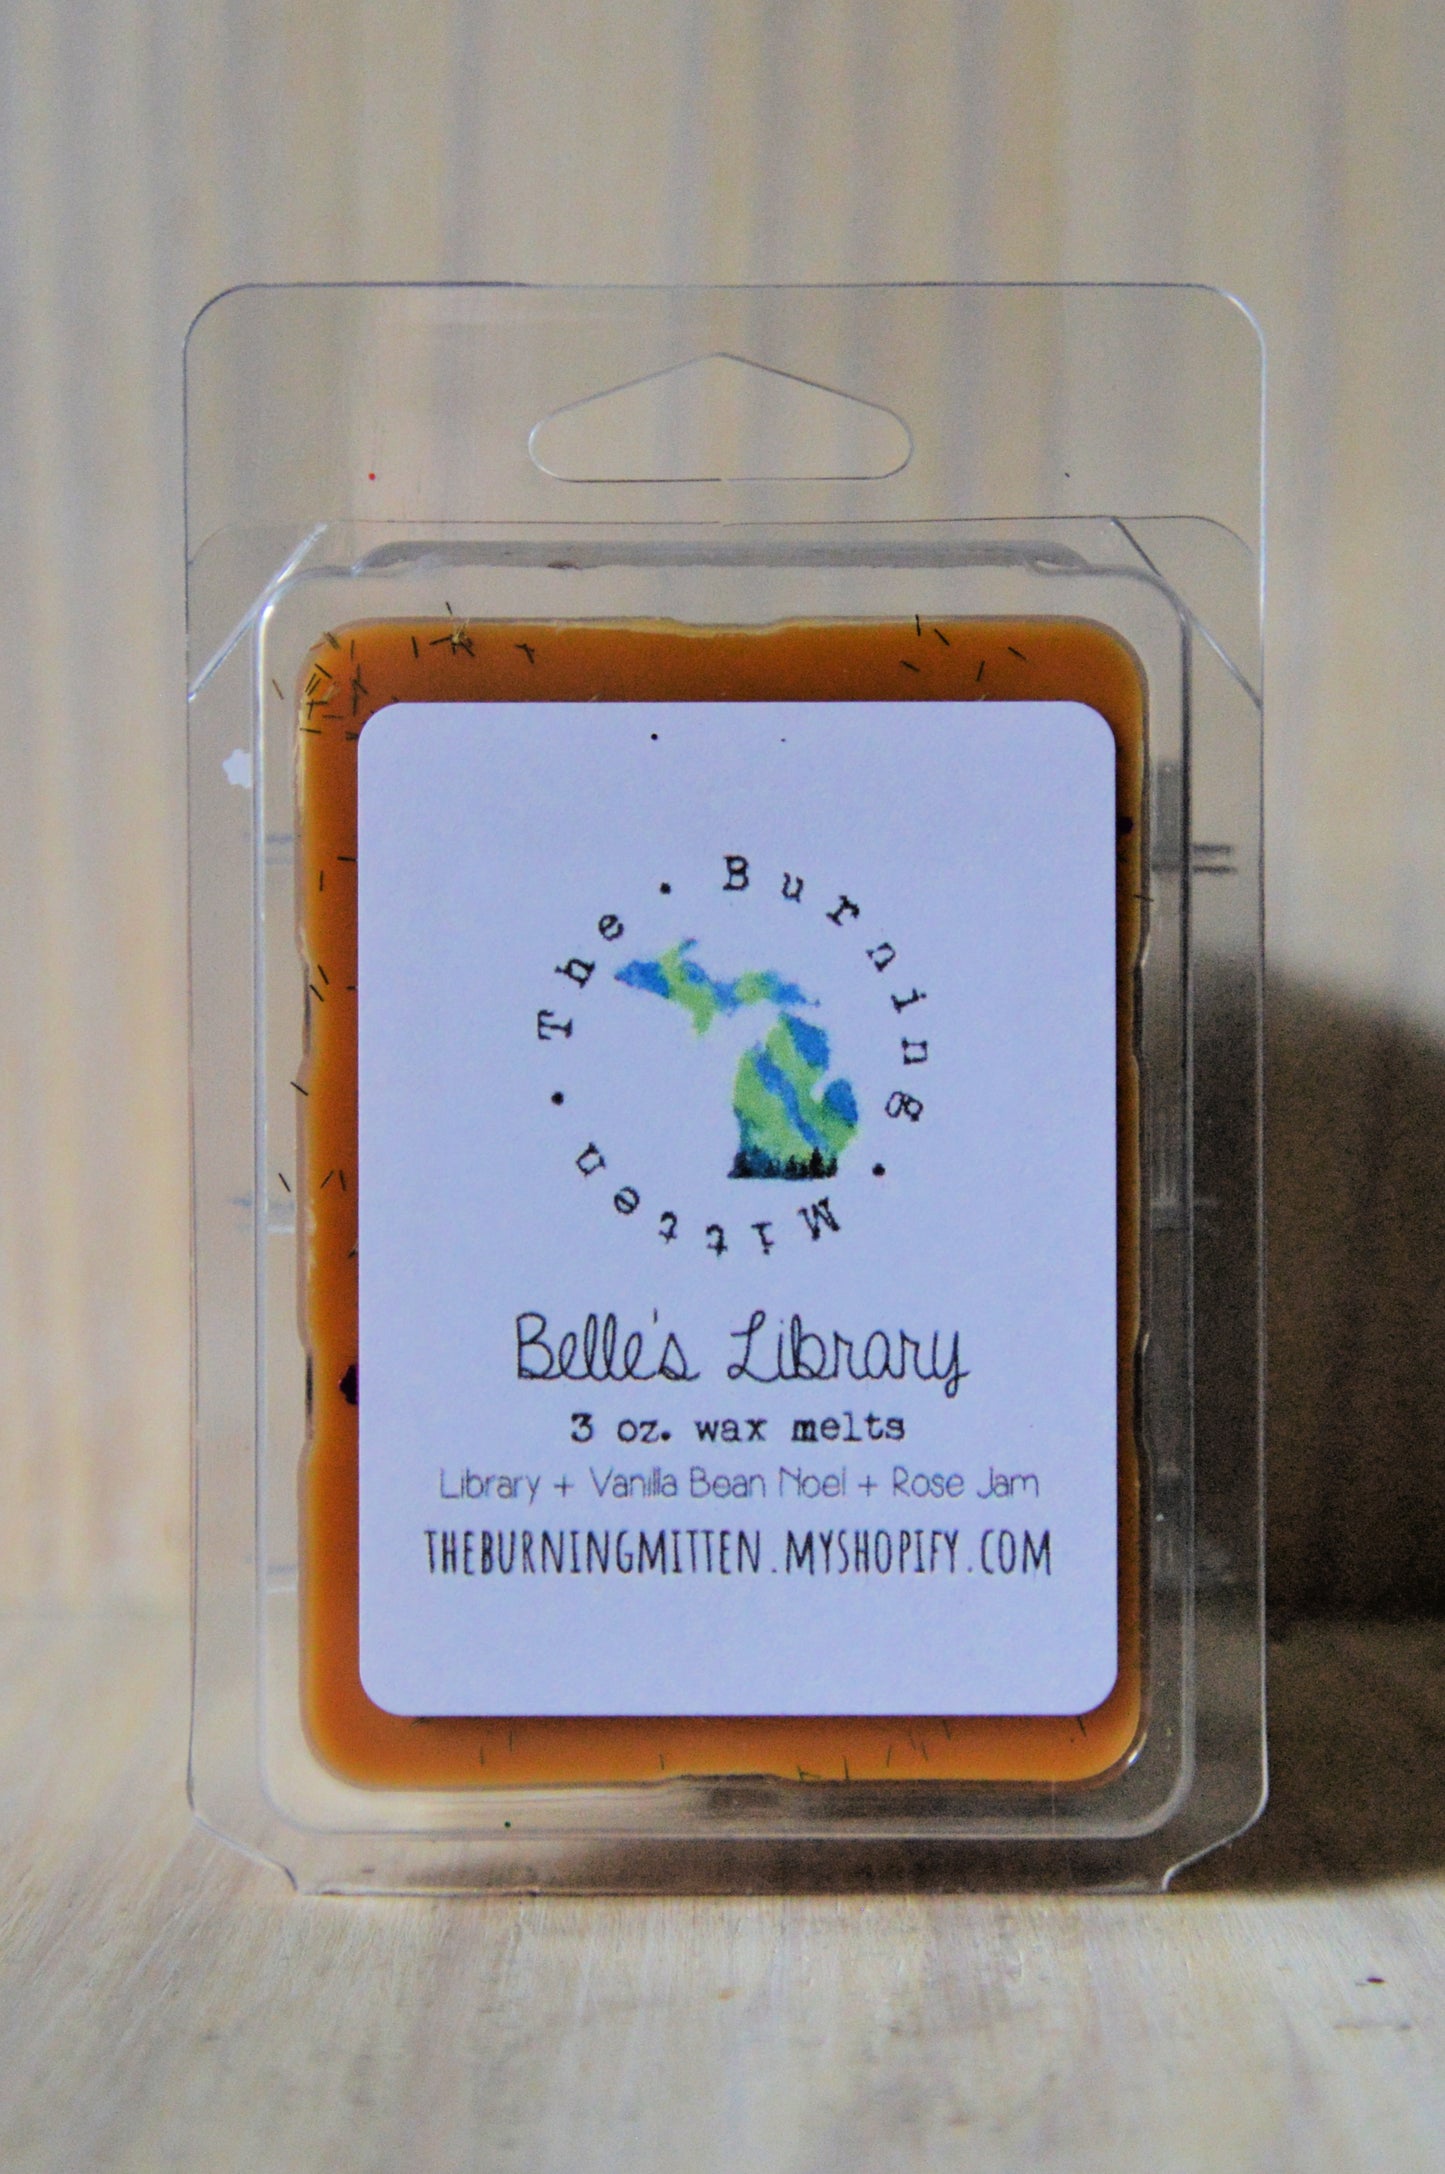 The • Burning • Mitten •
Belle's Library
3 oz. wax melts
Library + Vanilla Bean Noel + Rose Jam
THEBURNINGMITTEN.MYSHOPIFY.COM